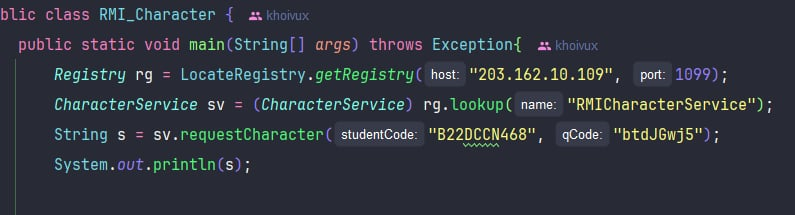 blic class RMI_Character {  khoivux
public static void main(String[] args) throws Exception{  khoivux
Registry rg = LocateRegistry.getRegistry( host: "203.162.10.109", port: 1099);
CharacterService sv = (CharacterService) rg.lookup( name: "RMICharacterService");
String s = sv.requestCharacter( studentCode: "B22DCCN468", qCode: "btdJGwj5");
System.out.println(s);